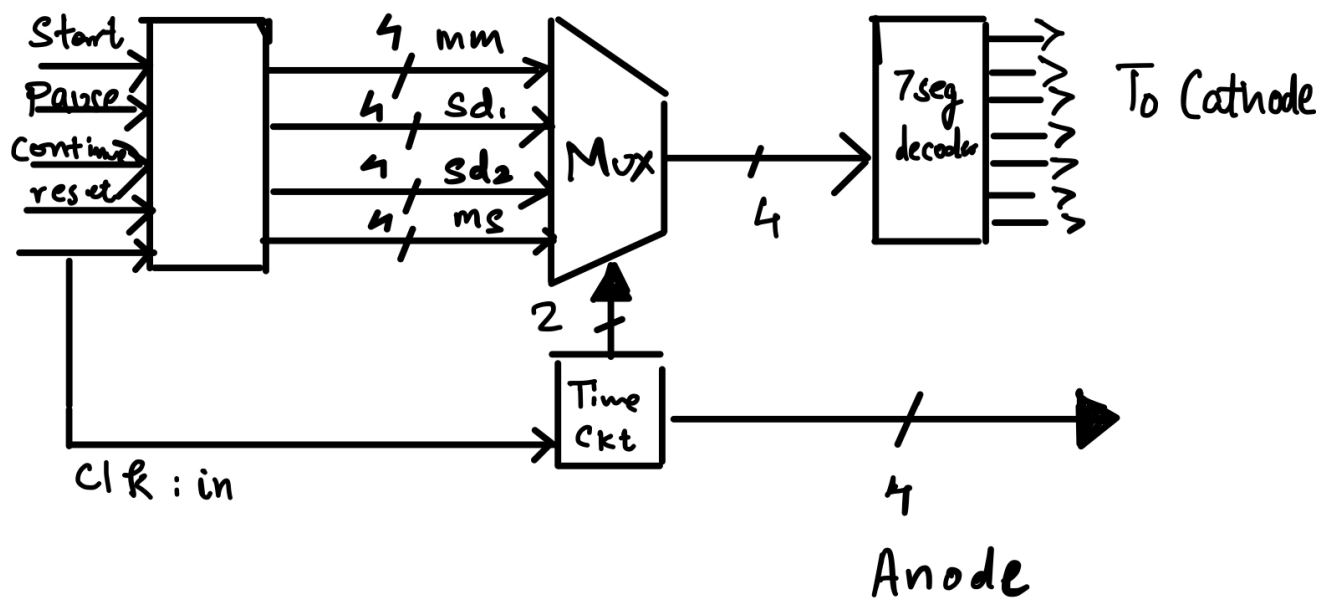 Start
Pause
Continue
reset
4 mm
4 Sd1
4 Sd2
4 ms
Mux
4
7seg
decoder
To Cathode
2
Time
Ckt
Clk : in
4
Anode